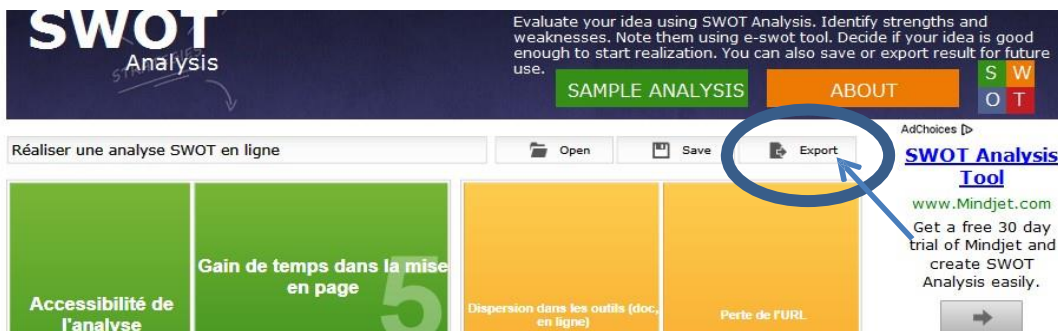 SWOT
Analysis
Evaluate your idea using SWOT Analysis. Identify strengths and
weaknesses. Note them using e-swot tool. Decide if your idea is good
enough to start realization. You can also save or export result for future
use.
SAMPLE ANALYSIS
ABOUT
S W
O T
Réaliser une analyse SWOT en ligne
Open
Save
Export
AdChoices
SWOT Analysis
Tool
www.Mindjet.com
Get a free 30 day
trial of Mindjet and
create SWOT
Analysis easily.
Accessibilité de
l'analyse
Gain de temps dans la mise
en page
5
Dispersion dans les outils (doc,
en ligne)
Perte de l'URL